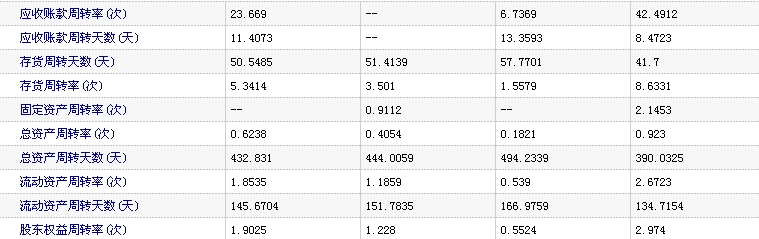 应收账款周转率(次) 23.669 -- 6.7369 42.4912
应收账款周转天数(天) 11.4073 -- 13.3593 8.4723
存货周转天数(天) 50.5485 51.4139 57.7701 41.7
存货周转率(次) 5.3414 3.501 1.5579 8.6331
固定资产周转率(次) -- 0.9112 -- 2.1453
总资产周转率(次) 0.6238 0.4054 0.1821 0.923
总资产周转天数(天) 432.831 444.0059 494.2339 390.0325
流动资产周转率(次) 1.8535 1.1859 0.539 2.6723
流动资产周转天数(天) 145.6704 151.7835 166.9759 134.7154
股东权益周转率(次) 1.9025 1.228 0.5524 2.974